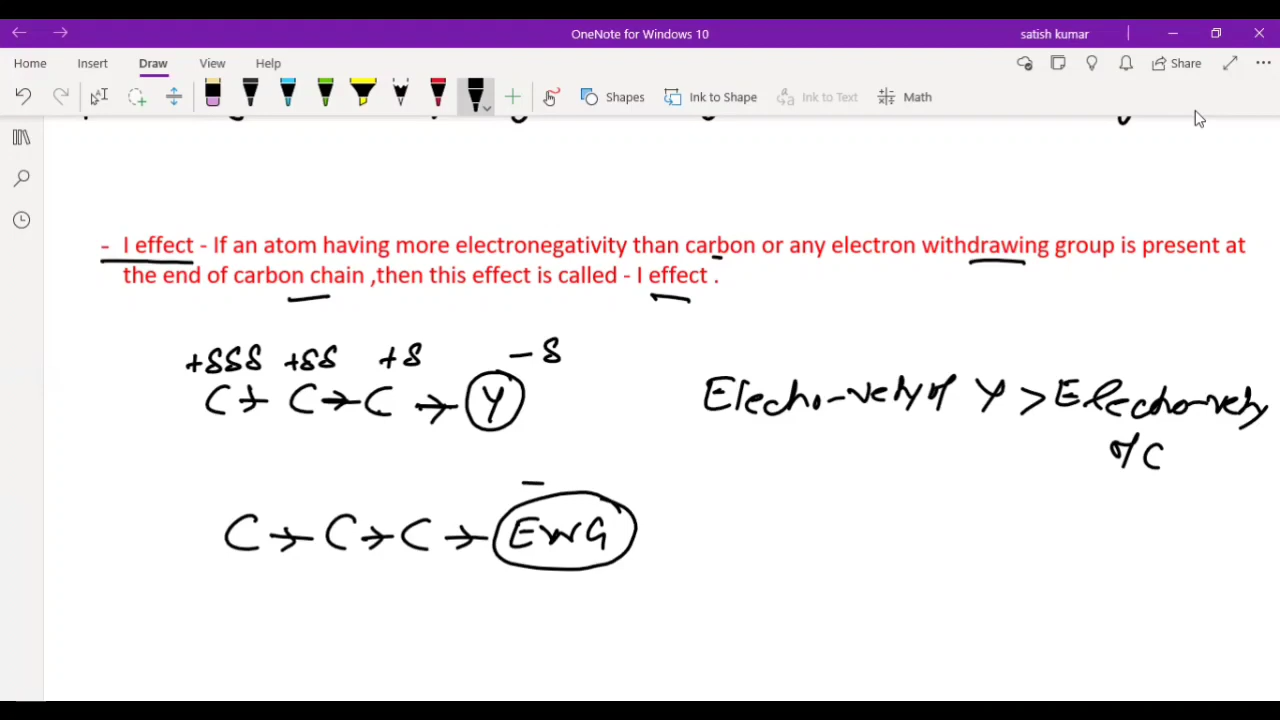 OneNote for Windows 10
satish kumar
Home Insert Draw View Help
Share
Shapes Ink to Shape Ink to Text Math
- I effect - If an atom having more electronegativity than carbon or any electron withdrawing group is present at
the end of carbon chain ,then this effect is called - I effect .
+δδδ +δδ +δ -δ
C → C → C → Y
Electro-vety of Y > Electro-vety
of C
-
C → C → C → EWG